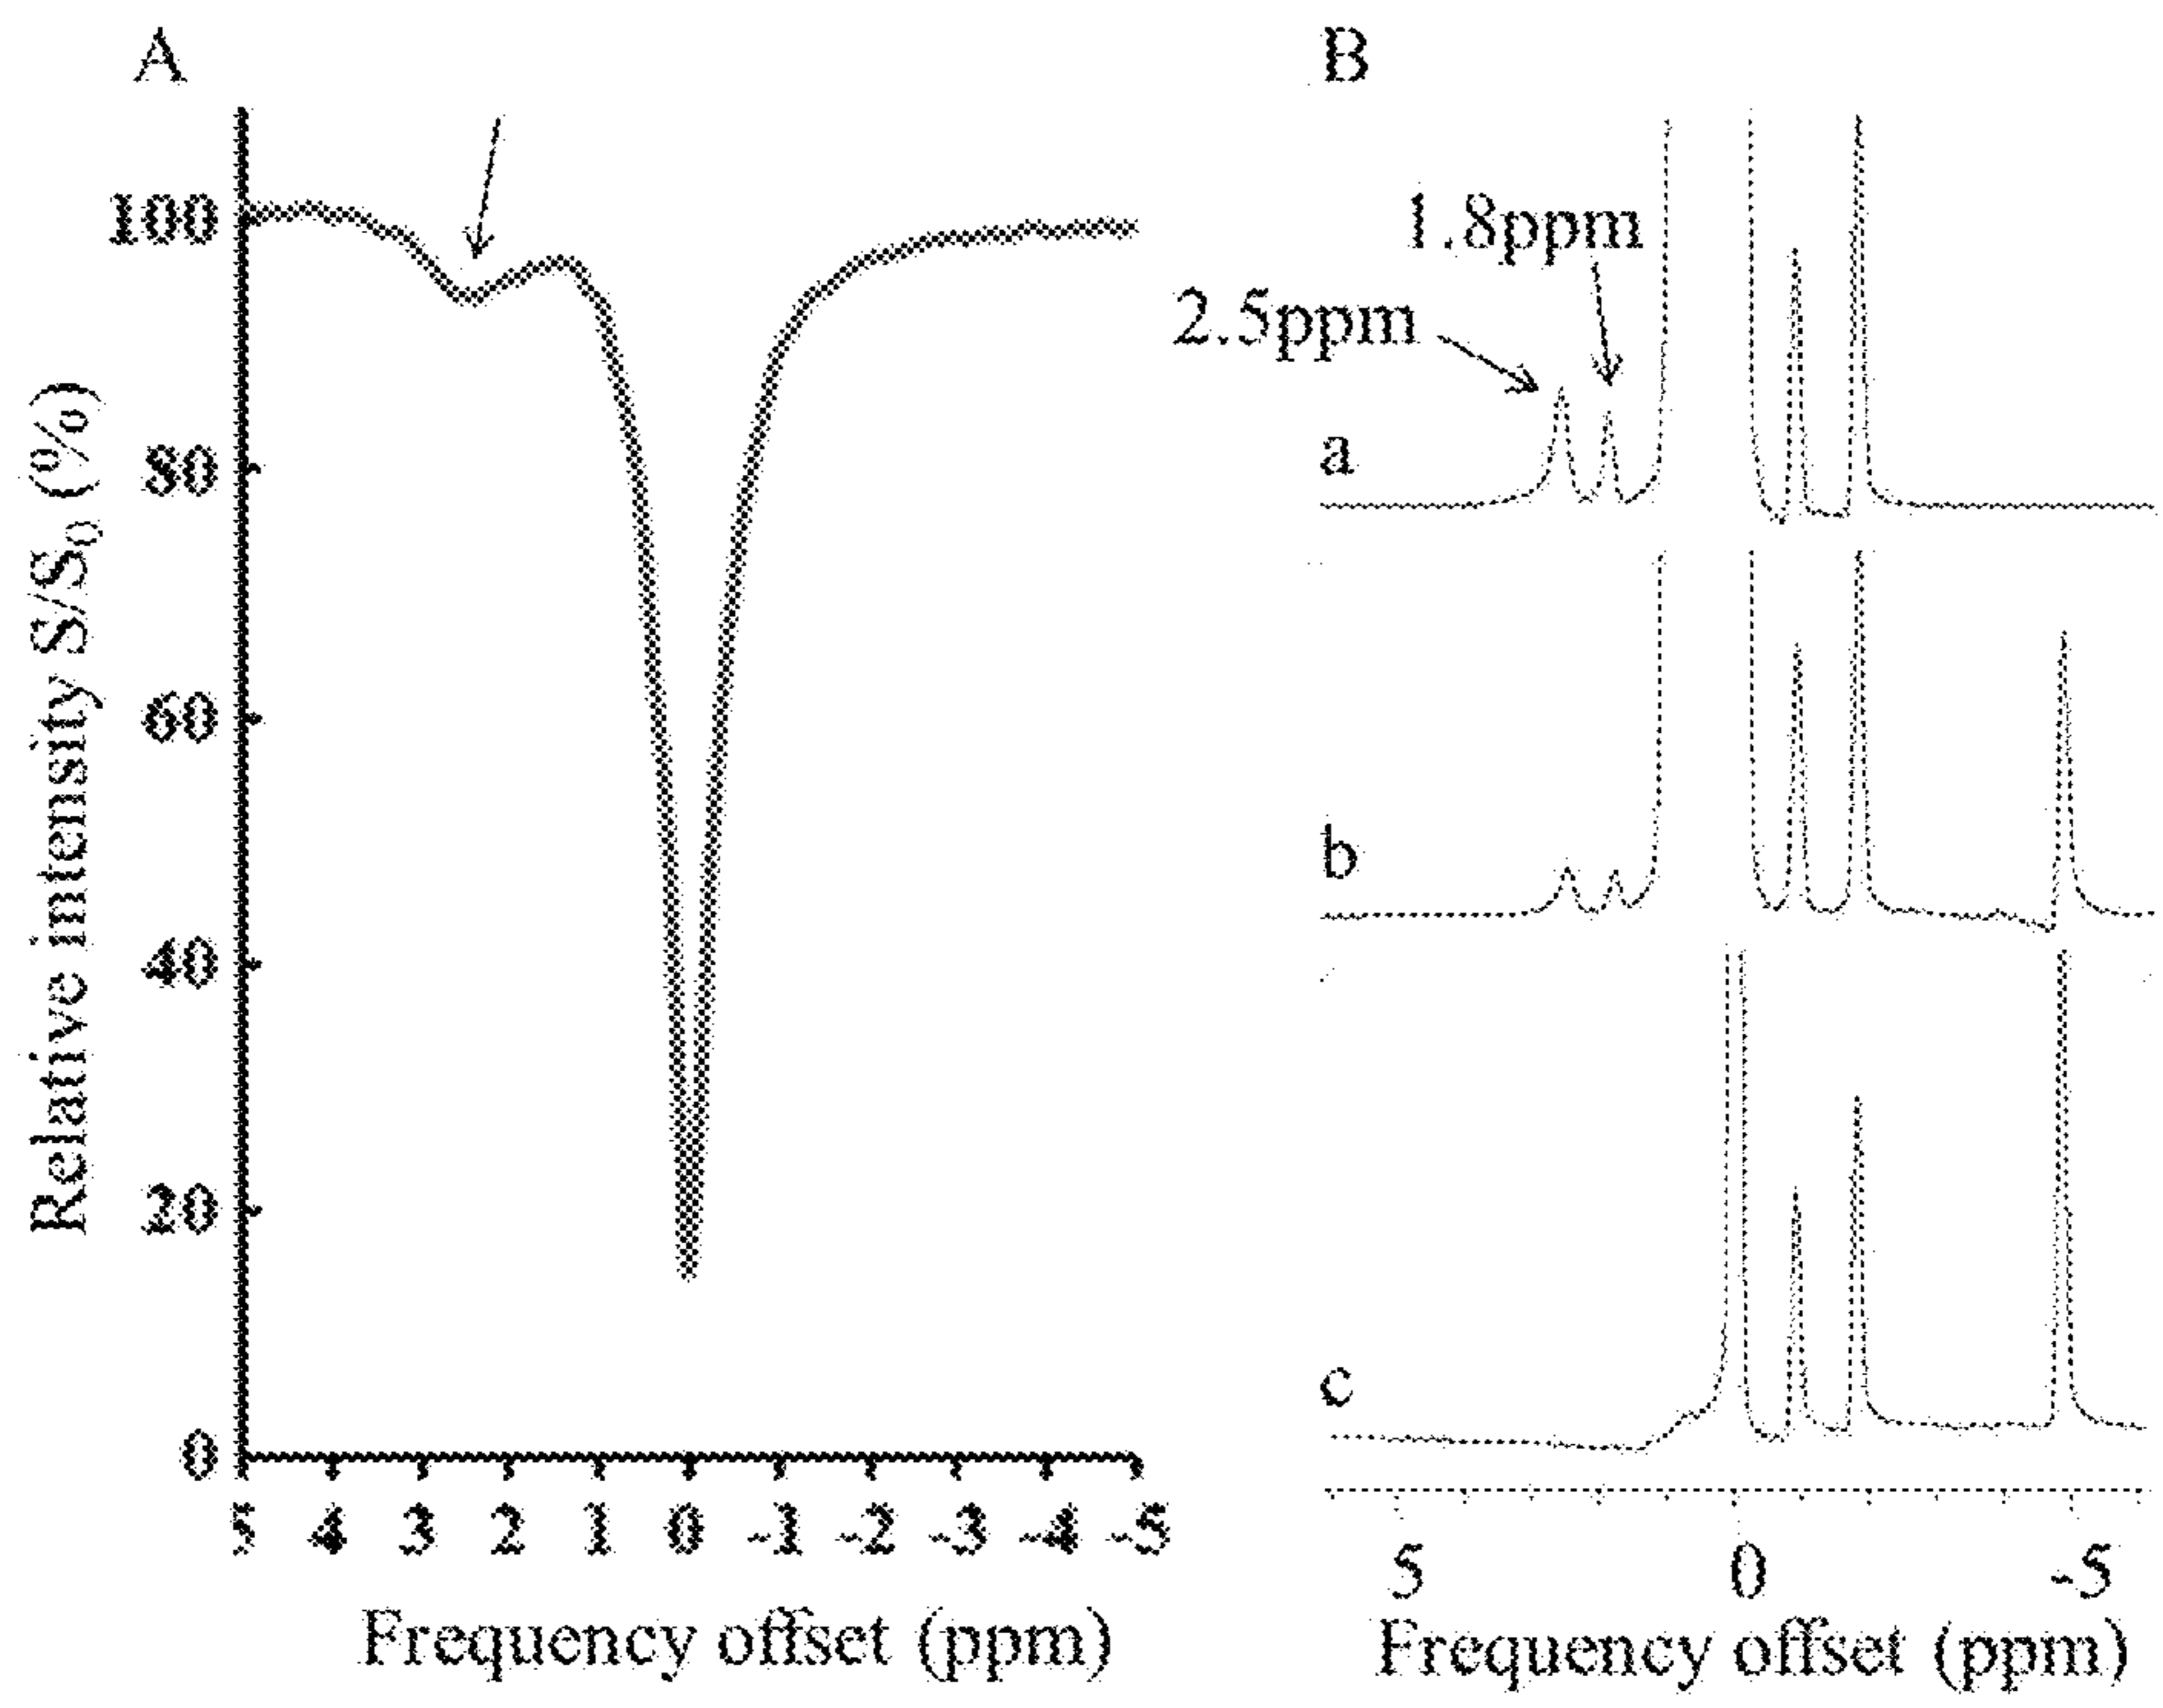 A
B
Relative intensity S/S0 (%)
100
80
60
40
20
0
5 4 3 2 1 0 -1 -2 -3 -4 -5
Frequency offset (ppm)
1.8ppm
2.5ppm
a
b
c
5 0 -5
Frequency offset (ppm)